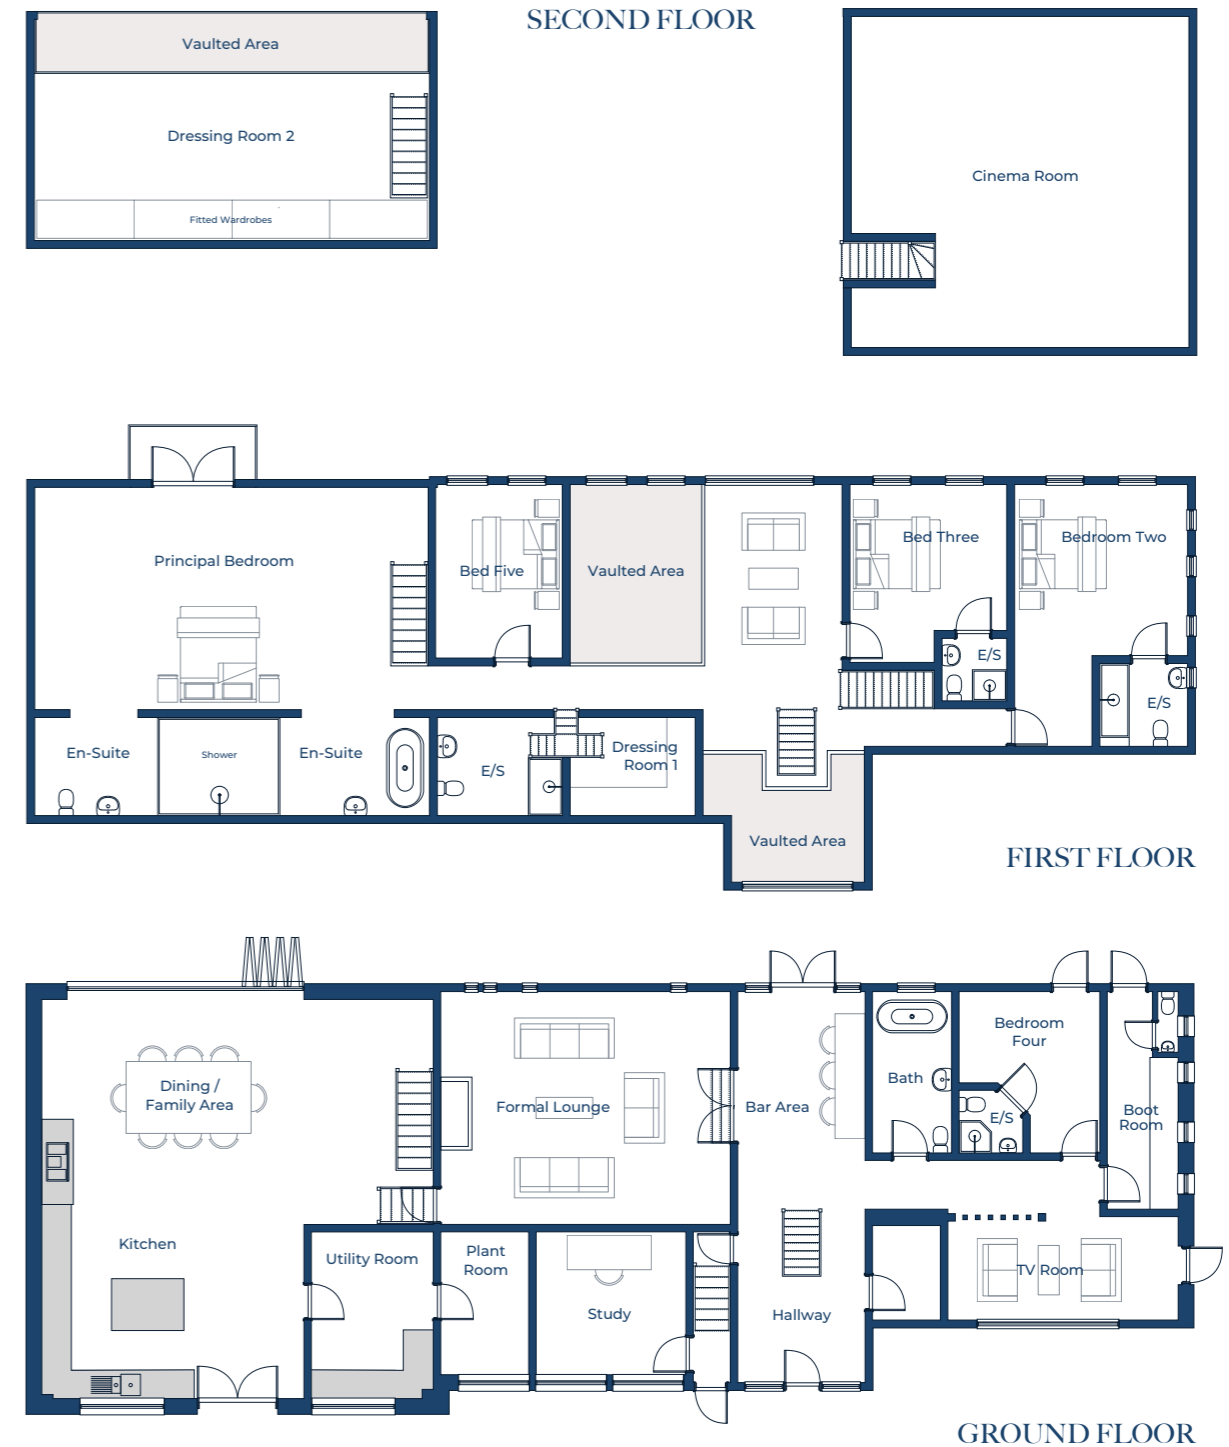 SECOND FLOOR
Vaulted Area
Dressing Room 2
Fitted Wardrobes
Cinema Room
Principal Bedroom
Bed Five
Vaulted Area
Bed Three
Bedroom Two
E/S
E/S
En-Suite
Shower
En-Suite
E/S
Dressing
Room 1
Vaulted Area
FIRST FLOOR
Dining /
Family Area
Formal Lounge
Bar Area
Bath
Bedroom
Four
E/S
Boot
Room
Kitchen
Utility Room
Plant
Room
Study
Hallway
TV Room
GROUND FLOOR